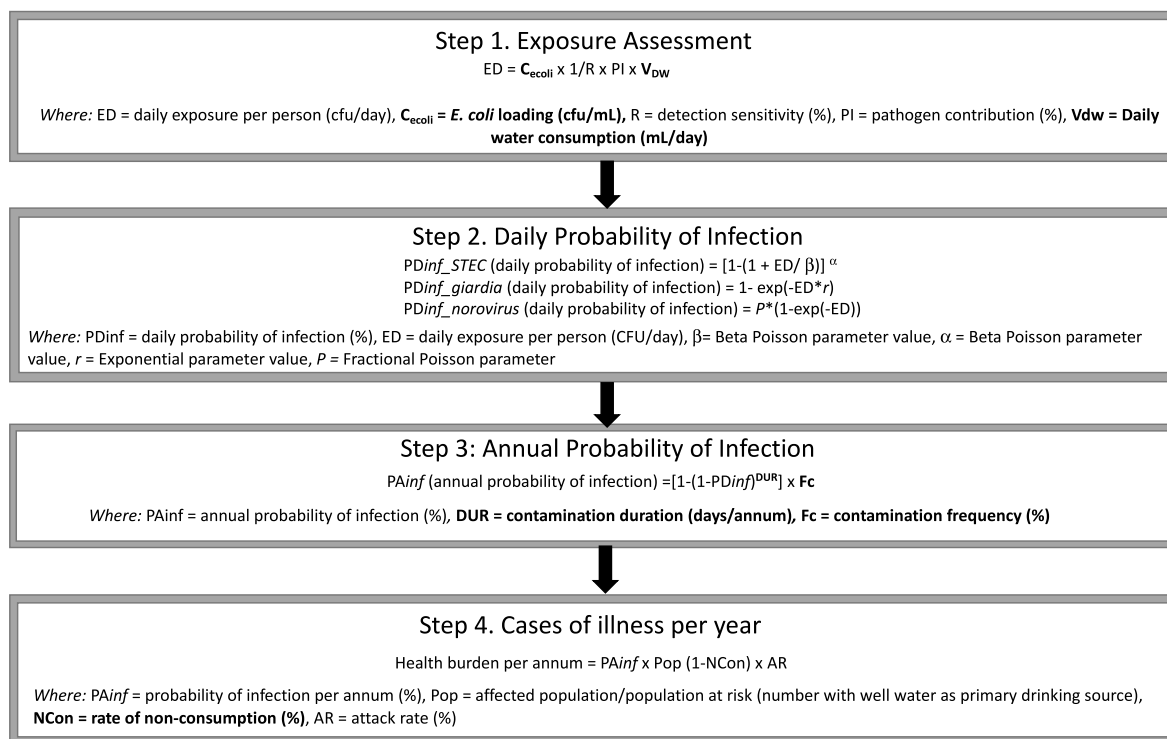 Step 1. Exposure Assessment
ED = Cecoli x 1/R x PI x VDW
Where: ED = daily exposure per person (cfu/day), Cecoli = E. coli loading (cfu/mL), R = detection sensitivity (%), PI = pathogen contribution (%), Vdw = Daily
water consumption (mL/day)
Step 2. Daily Probability of Infection
PDinf_STEC (daily probability of infection) = [1-(1 + ED/ β)] α
PDinf_giardia (daily probability of infection) = 1- exp(-ED*r)
PDinf_norovirus (daily probability of infection) = P*(1-exp(-ED))
Where: PDinf = daily probability of infection (%), ED = daily exposure per person (CFU/day), β= Beta Poisson parameter value, α = Beta Poisson parameter
value, r = Exponential parameter value, P = Fractional Poisson parameter
Step 3: Annual Probability of Infection
PAinf (annual probability of infection) =[1-(1-PDinf)DUR] x Fc
Where: PAinf = annual probability of infection (%), DUR = contamination duration (days/annum), Fc = contamination frequency (%)
Step 4. Cases of illness per year
Health burden per annum = PAinf x Pop (1-NCon) x AR
Where: PAinf = probability of infection per annum (%), Pop = affected population/population at risk (number with well water as primary drinking source),
NCon = rate of non-consumption (%), AR = attack rate (%)